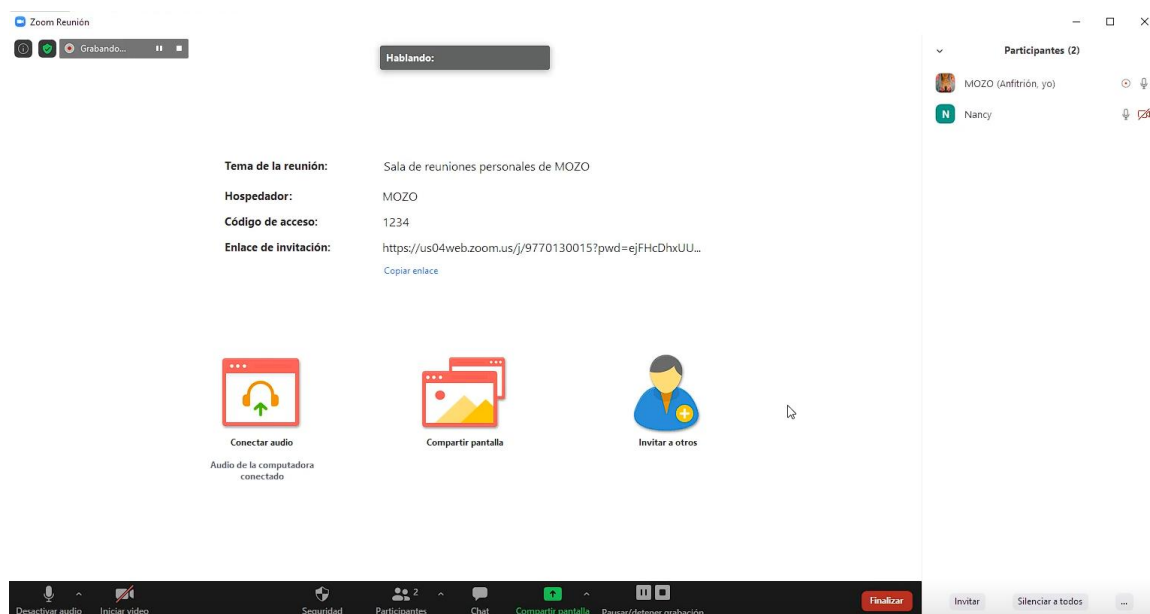 Zoom Reunión
Grabando...
Hablando:
Participantes (2)
MOZO (Anfitrión, yo)
N Nancy
Tema de la reunión: Sala de reuniones personales de MOZO
Hospedador: MOZO
Código de acceso: 1234
Enlace de invitación: https://us04web.zoom.us/j/9770130015?pwd=ejFHcDhxUU...
Copiar enlace
Conectar audio
Compartir pantalla
Invitar a otros
Audio de la computadora
conectado
Desactivar audio
Iniciar video
Seguridad
2
Participantes
Chat
Compartir pantalla
Pausar/detener grabación
Finalizar
Invitar
Silenciar a todos
...